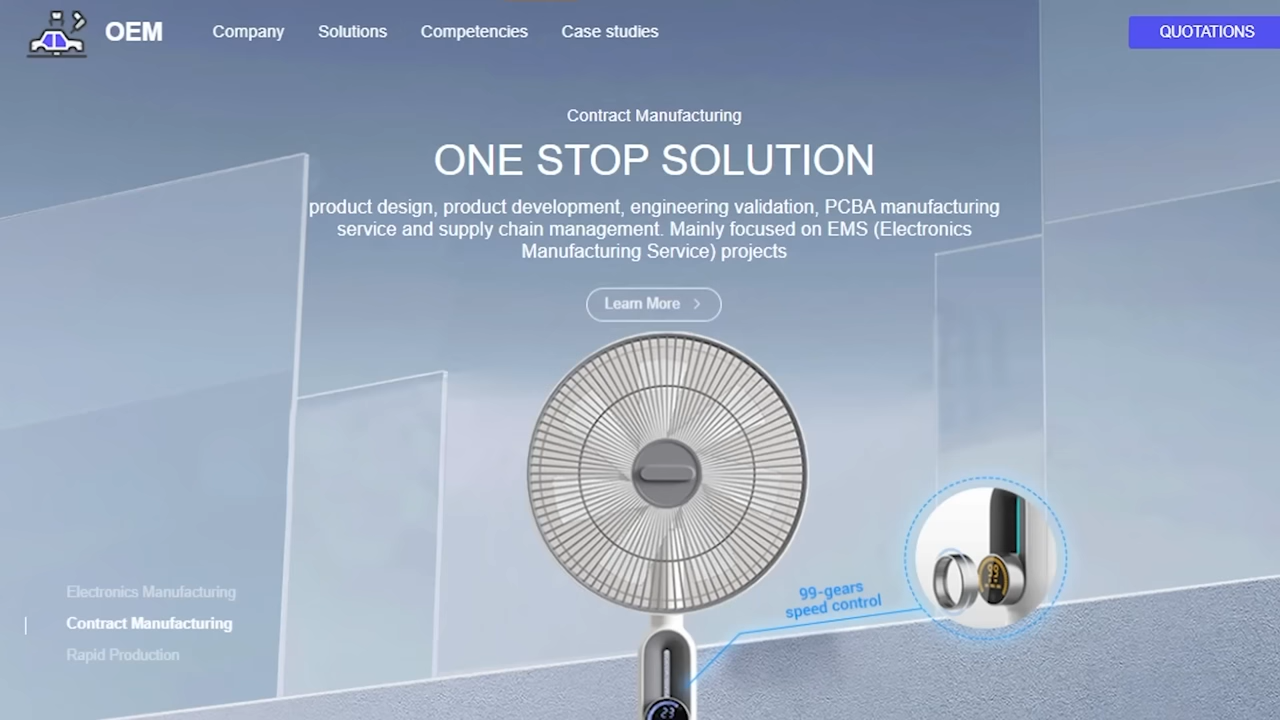 OEM
Company
Solutions
Competencies
Case studies
QUOTATIONS
Contract Manufacturing
ONE STOP SOLUTION
product design, product development, engineering validation, PCBA manufacturing
service and supply chain management. Mainly focused on EMS (Electronics
Manufacturing Service) projects
Learn More
99
99-gears
speed control
Electronics Manufacturing
Contract Manufacturing
Rapid Production
23